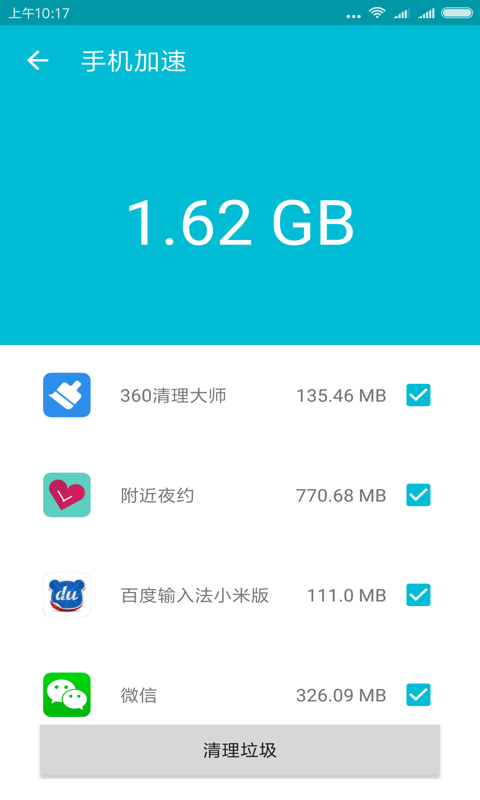 上午10:17
手机加速
1.62 GB
360清理大师 135.46 MB
附近夜约 770.68 MB
du
百度输入法小米版 111.0 MB
微信 326.09 MB
清理垃圾